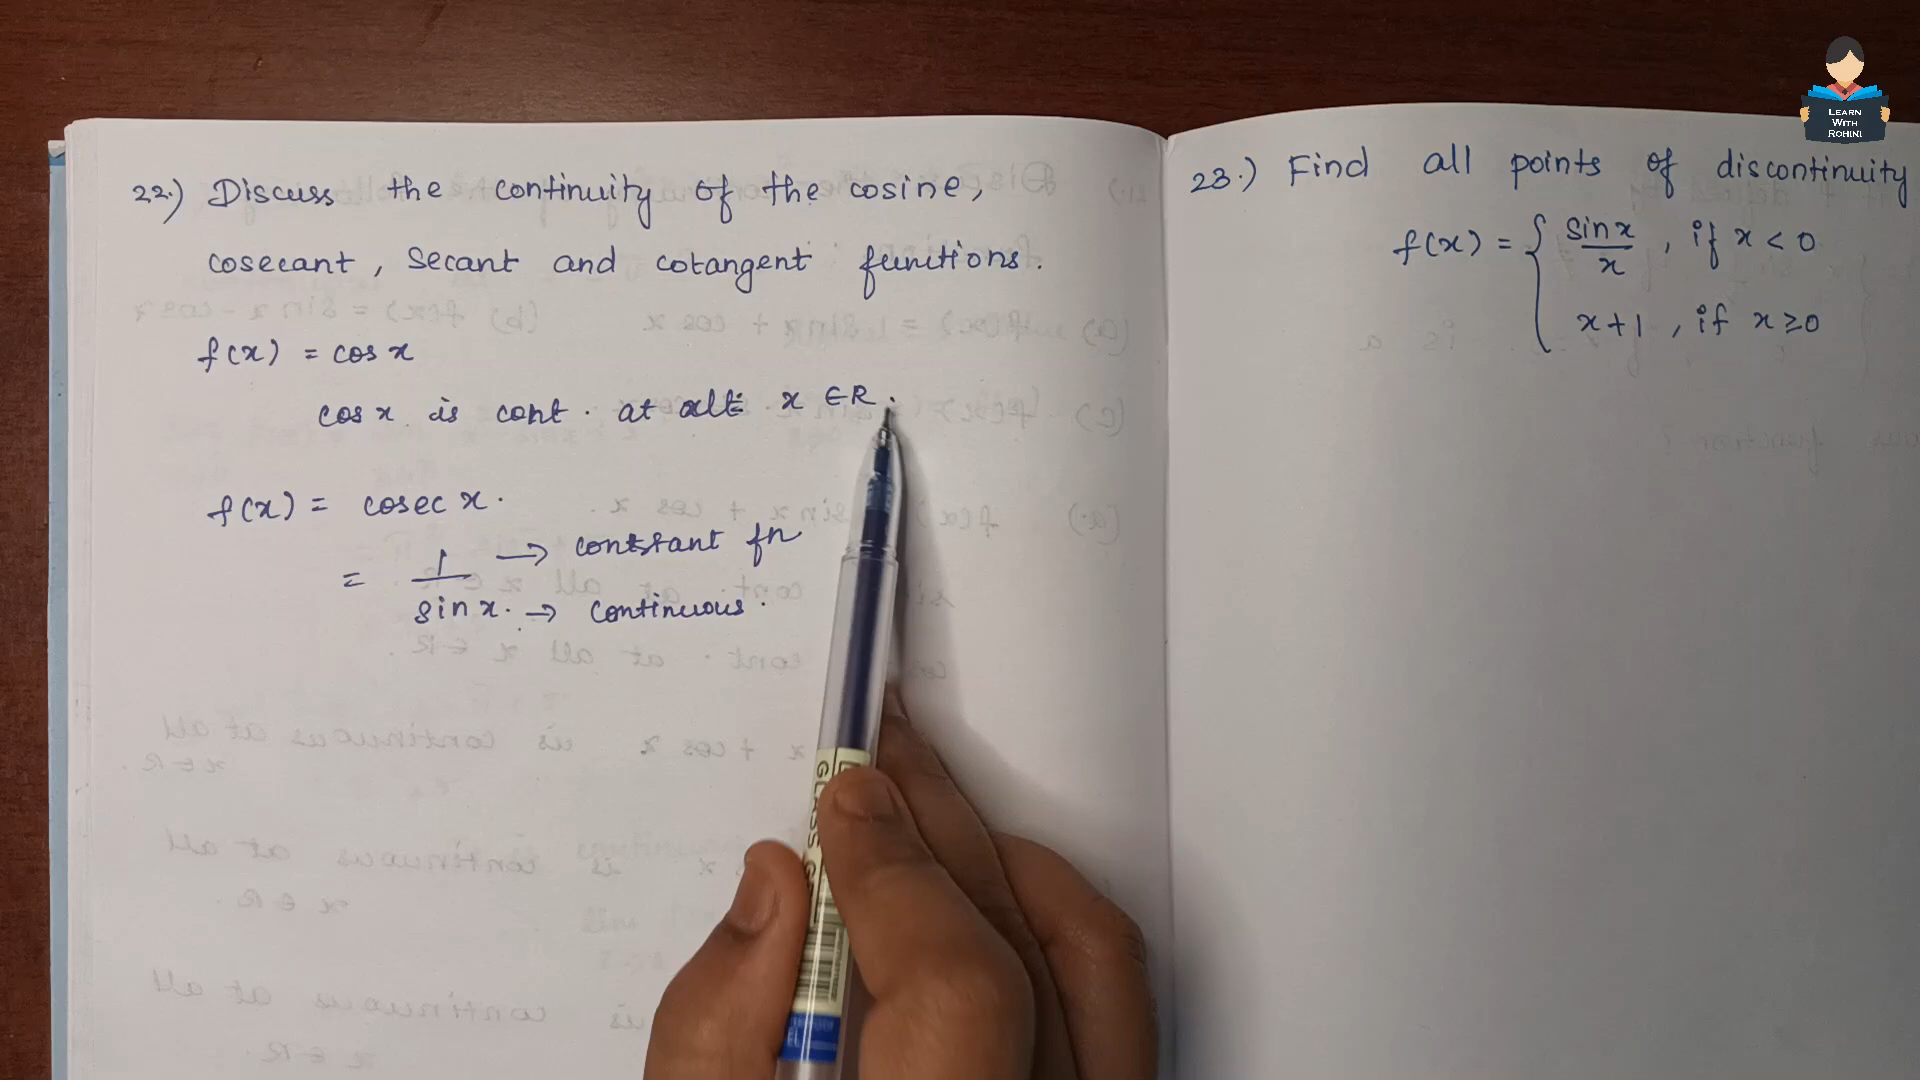 22.) Discuss the continuity of the cosine,
cosecant, secant and cotangent functions.
f(x) = cos x
cos x is cont. at all x ∈ R.
f(x) = cosec x.
= 1 → constant fn
sin x. → continuous.
23.) Find all points of discontinuity
f(x) = { sin x / x , if x < 0
x+1 , if x ≥ 0
LEARN
WITH
ROHINI
GLASS